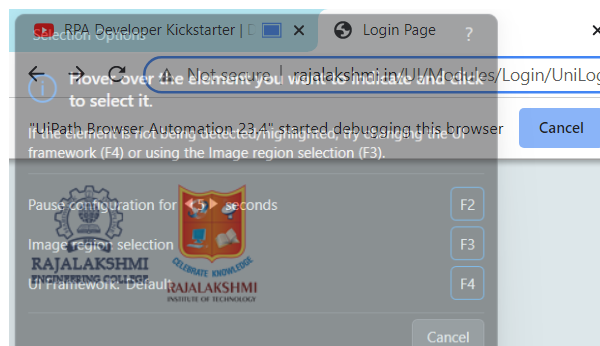 RPA Developer Kickstarter | D
Login Page
Selection Options
?
Not secure | rajalakshmi.in/UI/Modules/Login/UniLog
Hover over the element you want to indicate and click
to select it.
"UiPath Browser Automation 23.4" started debugging this browser
Cancel
If the element is not being detected/highlighted, try changing the UI
framework (F4) or using the Image region selection (F3).
Pause configuration for 5 seconds
F2
Image region selection
F3
RAJALAKSHMI
ENGINEERING COLLEGE
CELEBRATE KNOWLEDGE
RAJALAKSHMI
INSTITUTE OF TECHNOLOGY
UI Framework: Default
F4
Cancel